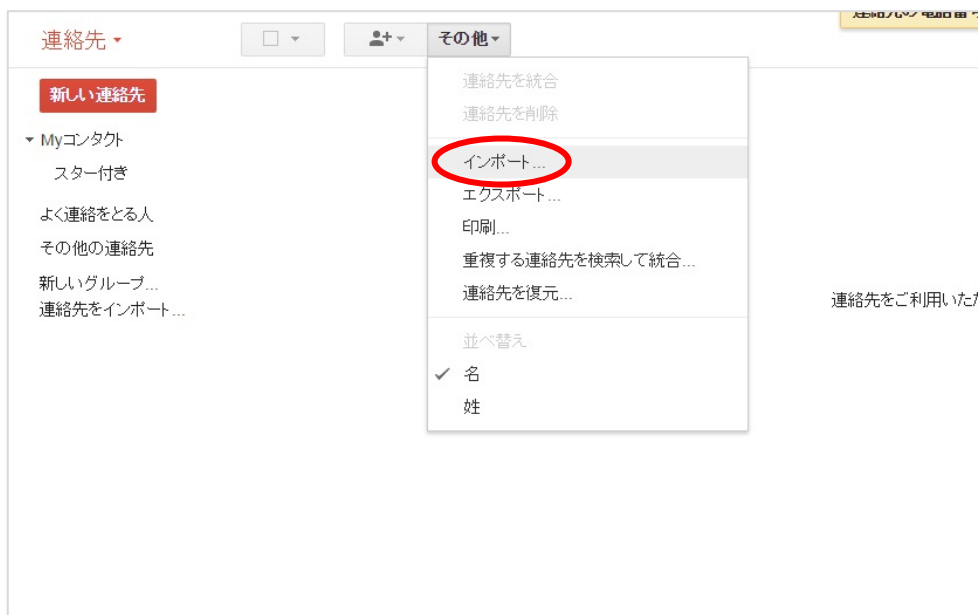 連絡先
その他
新しい連絡先
Myコンタクト
スター付き
よく連絡をとる人
その他の連絡先
新しいグループ...
連絡先をインポート...
連絡先を統合
連絡先を削除
インポート...
エクスポート...
印刷...
重複する連絡先を検索して統合...
連絡先を復元...
並べ替え
名
姓
連絡先をご利用いた